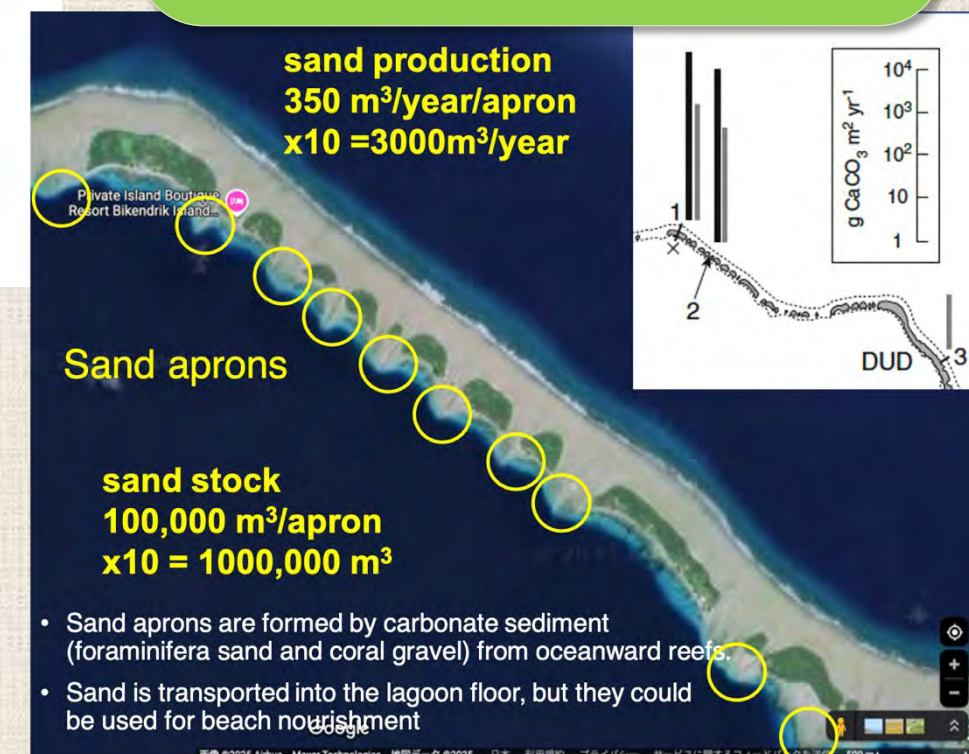 sand production
350 m³/year/apron
x10 =3000m³/year
Private Island Boutique
Resort Bikendrik Island...
Sand aprons
sand stock
100,000 m³/apron
x10 = 1000,000 m³
• Sand aprons are formed by carbonate sediment
(foraminifera sand and coral gravel) from oceanward reefs.
• Sand is transported into the lagoon floor, but they could
be used for beach nourishment
Google
g CaCO₃ m² yr⁻¹
10⁴
10³
10²
10
1
1
2
DUD
3